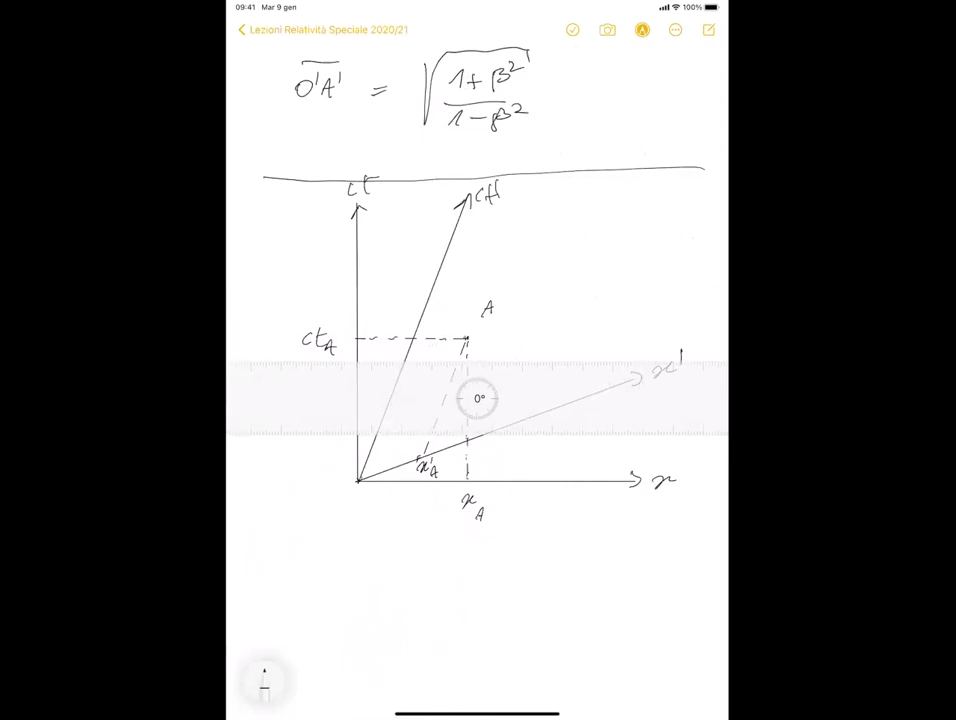 09:41 Mar 9 gen 100%
Lezioni Relatività Speciale 2020/21
O'A' = √(1+β²/1-β²)
ct ct'
A
ct_A
x'
0°
x'_A
x
x_A